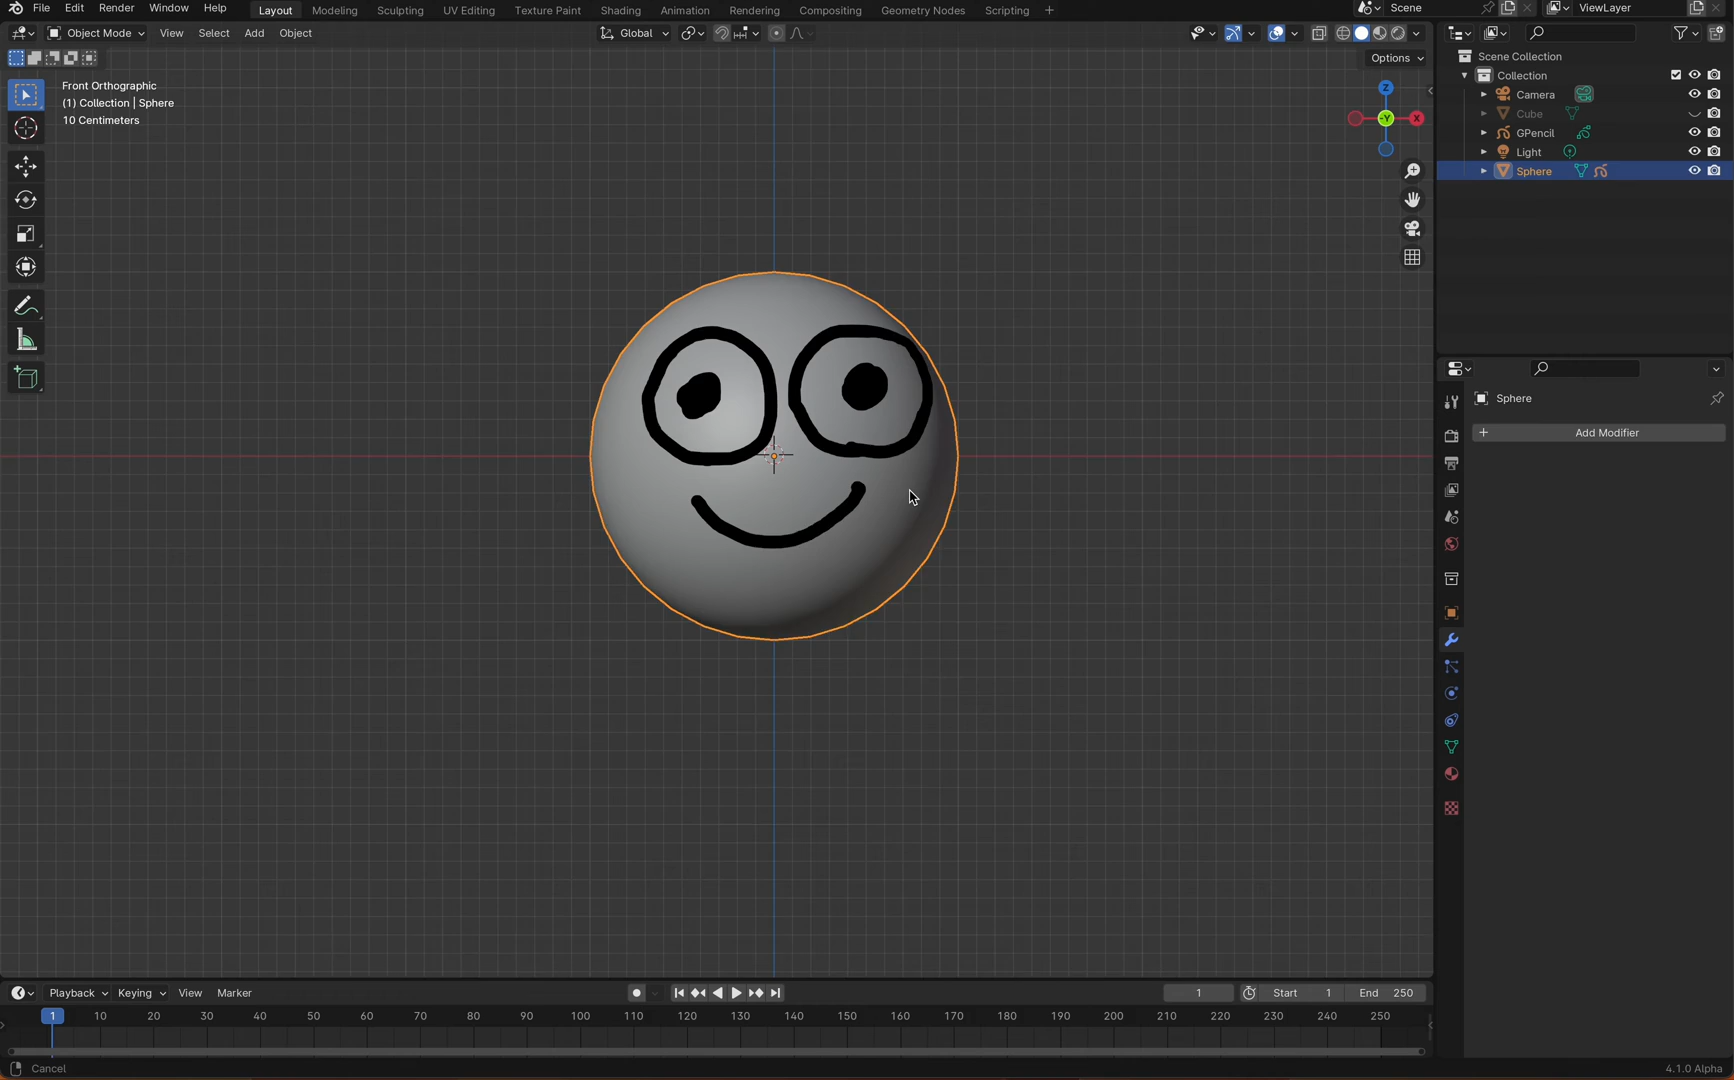 File Edit Render Window Help Layout Modeling Sculpting UV Editing Texture Paint Shading Animation Rendering Compositing Geometry Nodes Scripting + Scene ViewLayer
Object Mode View Select Add Object Global
Options
Front Orthographic
(1) Collection | Sphere
10 Centimeters
Z
-Y X
Scene Collection
Collection
Camera
Cube
GPencil
Light
Sphere
Sphere
+ Add Modifier
Playback Keying View Marker 1 Start 1 End 250
1 10 20 30 40 50 60 70 80 90 100 110 120 130 140 150 160 170 180 190 200 210 220 230 240 250
Cancel 4.1.0 Alpha